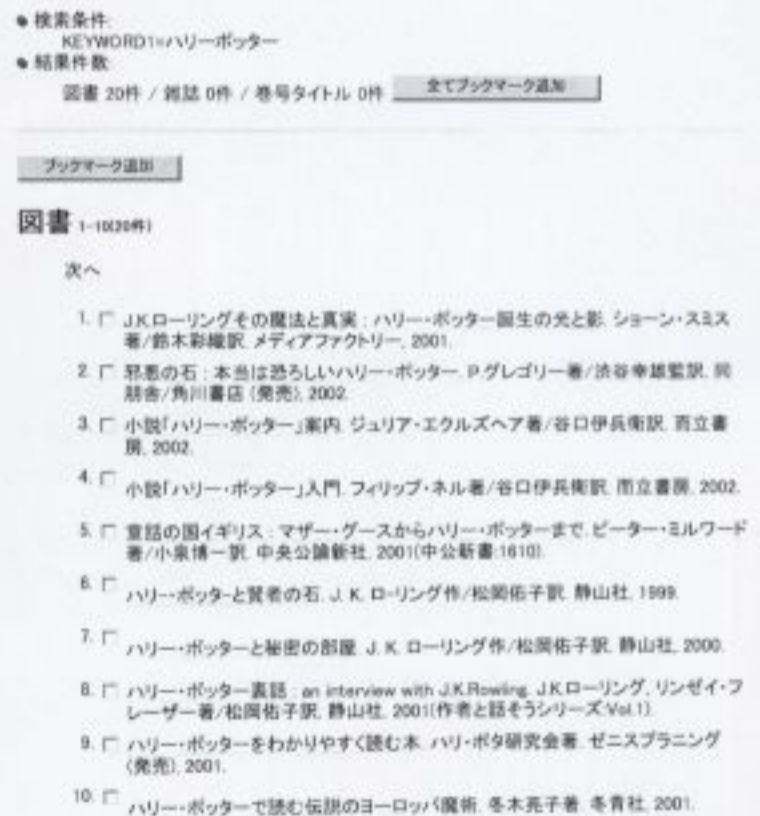 検索条件:
KEYWORD1=ハリーポッター
結果件数
図書 20件 / 雑誌 0件 / 巻号タイトル 0件 全てブックマーク追加
ブックマーク追加
図書 1-10(20件)
次へ
1. J.K.ローリングその魔法と真実 : ハリー・ポッター誕生の光と影. ショーン・スミス
著/鈴木彩織訳. メディアファクトリー, 2001.
2. 邪悪の石 : 本当は恐ろしいハリー・ポッター. P.グレゴリー著/渋谷幸雄監訳. 同
朋舎/角川書店 (発売), 2002.
3. 小説「ハリー・ポッター」案内. ジュリア・エクルズヘア著/谷口伊兵衛訳. 而立書
房, 2002.
4. 小説「ハリー・ポッター」入門. フィリップ・ネル著/谷口伊兵衛訳. 而立書房, 2002.
5. 童話の国イギリス : マザー・グースからハリー・ポッターまで. ピーター・ミルワード
著/小泉博一訳. 中央公論新社, 2001(中公新書:1610).
6. ハリー・ポッターと賢者の石. J. K. ローリング作/松岡佑子訳. 静山社, 1999.
7. ハリー・ポッターと秘密の部屋. J. K. ローリング作/松岡佑子訳. 静山社, 2000.
8. ハリー・ポッター裏話 : an interview with J.K.Rowling. J.K.ローリング, リンゼイ・フ
レーザー著/松岡佑子訳. 静山社, 2001(作者と話そうシリーズ:Vol.1).
9. ハリー・ポッターをわかりやすく読む本. ハリ・ポタ研究会著. ゼニスプラニング
(発売), 2001.
10. ハリー・ポッターで読む伝説のヨーロッパ魔術. 冬木亮子著. 冬青社, 2001.